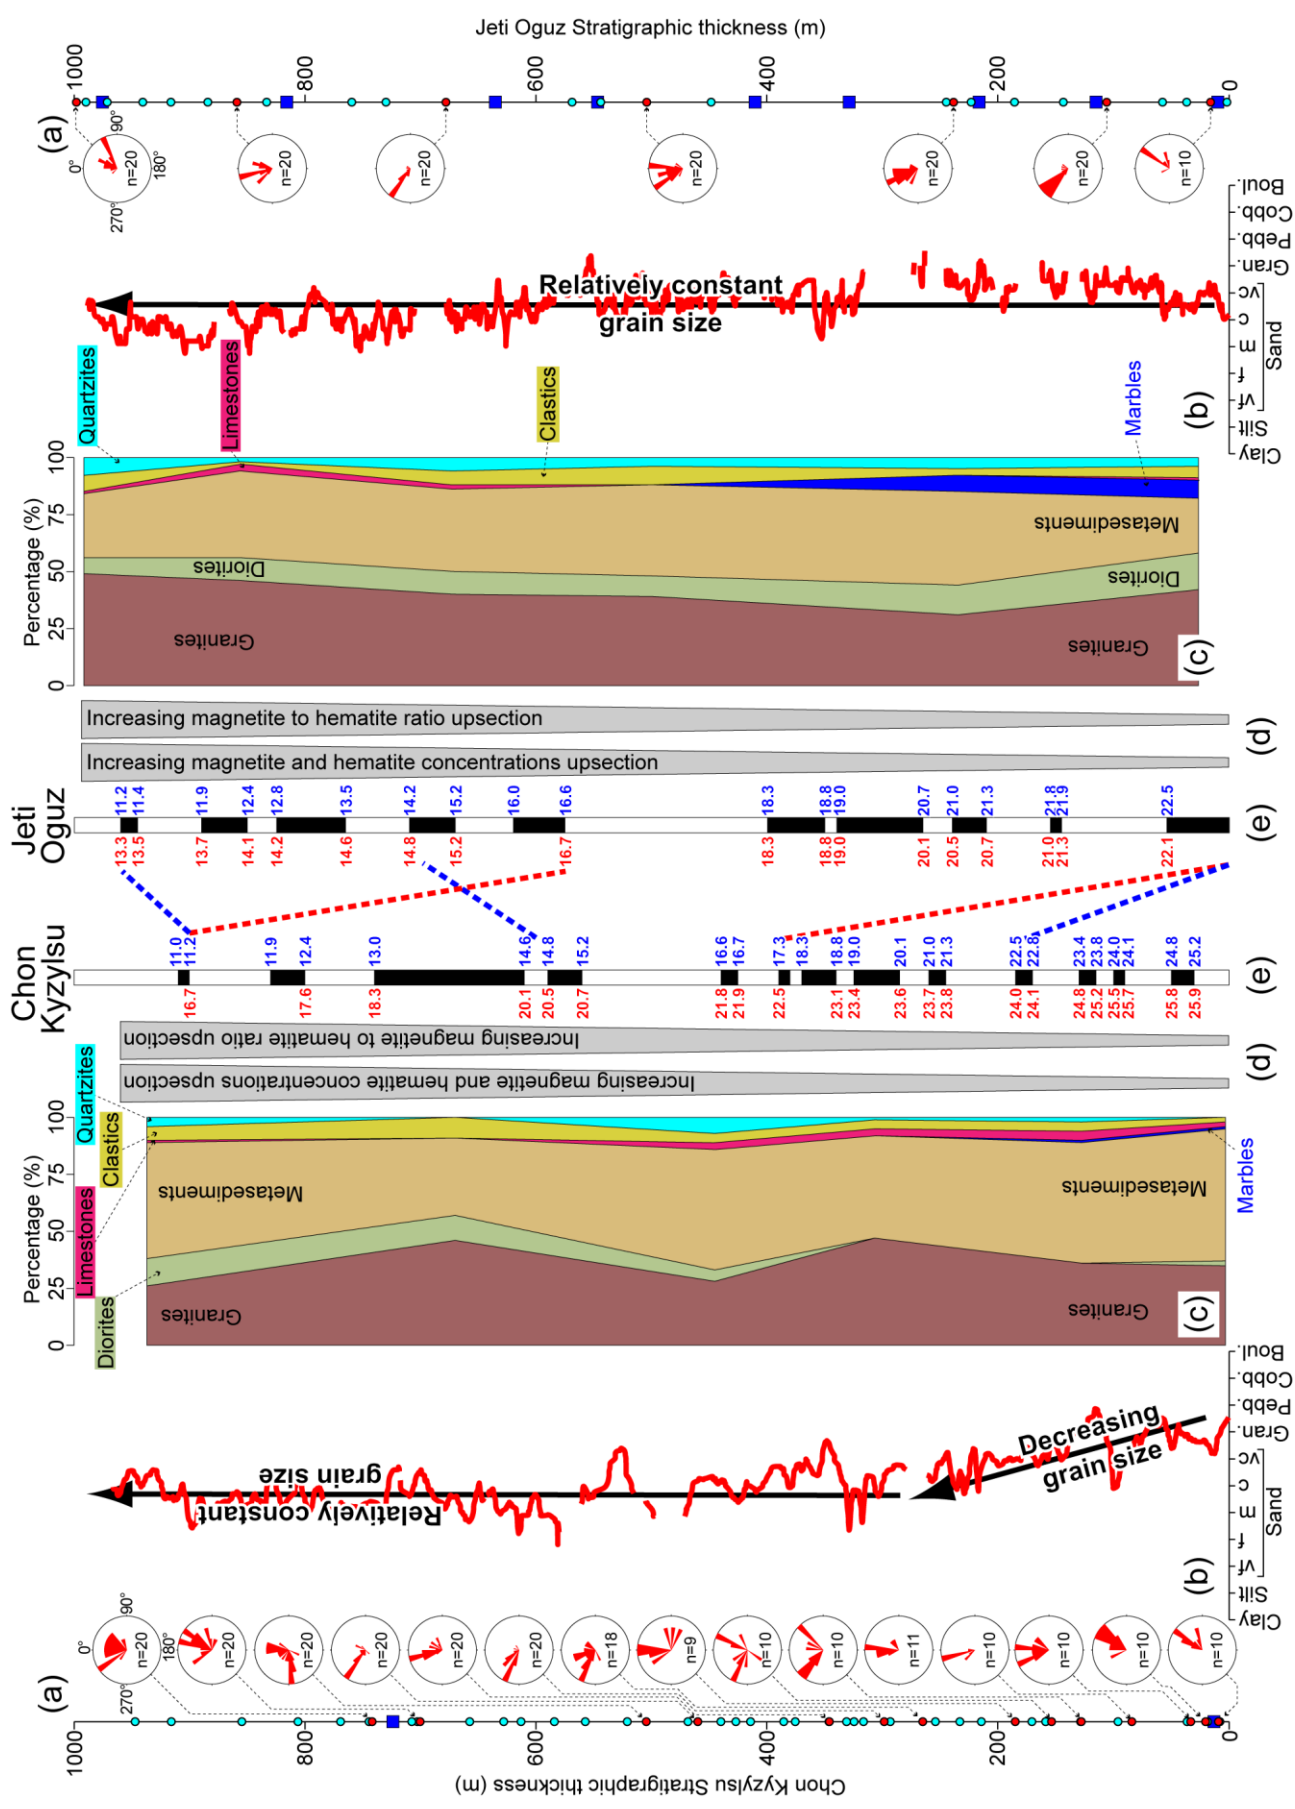 Jeti Oguz Stratigraphic thickness (m)
1000
800
600
400
200
0
(a)
0°
90°
180°
270°
n=20
n=20
n=20
n=20
n=20
n=20
n=10
Boul.
Cobb.
Pebb.
Gran.
vc
c
m
f
vf
Sand
Silt
Clay
(b)
Relatively constant
grain size
Quartzites
Limestones
Clastics
Marbles
Percentage (%)
100
75
50
25
0
Metasediments
Diorites
Diorites
Granites
Granites
(c)
Increasing magnetite to hematite ratio upsection
Increasing magnetite and hematite concentrations upsection
(d)
Jeti
Oguz
11.2
11.4
11.9
12.4
12.8
13.5
14.2
15.2
16.0
16.6
18.3
18.8
19.0
20.7
21.0
21.3
21.8
21.9
22.5
13.3
13.5
13.7
14.1
14.2
14.6
14.8
15.2
16.7
18.3
18.8
19.0
20.1
20.5
20.7
21.0
21.3
22.1
(e)
Chon
Kyzylsu
11.0
11.2
11.9
12.4
13.0
14.6
14.8
15.2
16.6
16.7
17.3
18.3
18.8
19.0
20.1
21.0
21.3
22.5
22.8
23.4
23.8
24.0
24.1
24.8
25.2
16.7
17.6
18.3
20.1
20.5
20.7
21.8
21.9
22.5
23.1
23.4
23.6
23.7
23.8
24.0
24.1
24.8
25.2
25.5
25.7
25.8
25.9
(e)
Increasing magnetite to hematite ratio upsection
Increasing magnetite and hematite concentrations upsection
(d)
Quartzites
Clastics
Limestones
Diorites
Marbles
Percentage (%)
100
75
50
25
0
Metasediments
Metasediments
Granites
Granites
(c)
Boul.
Cobb.
Pebb.
Gran.
vc
c
m
f
vf
Sand
Silt
Clay
(b)
Relatively constant
grain size
Decreasing
grain size
(a)
0°
90°
180°
270°
n=20
n=20
n=20
n=20
n=20
n=20
n=18
n=9
n=10
n=10
n=11
n=10
n=10
n=10
n=10
1000
800
600
400
200
0
Chon Kyzylsu Stratigraphic thickness (m)